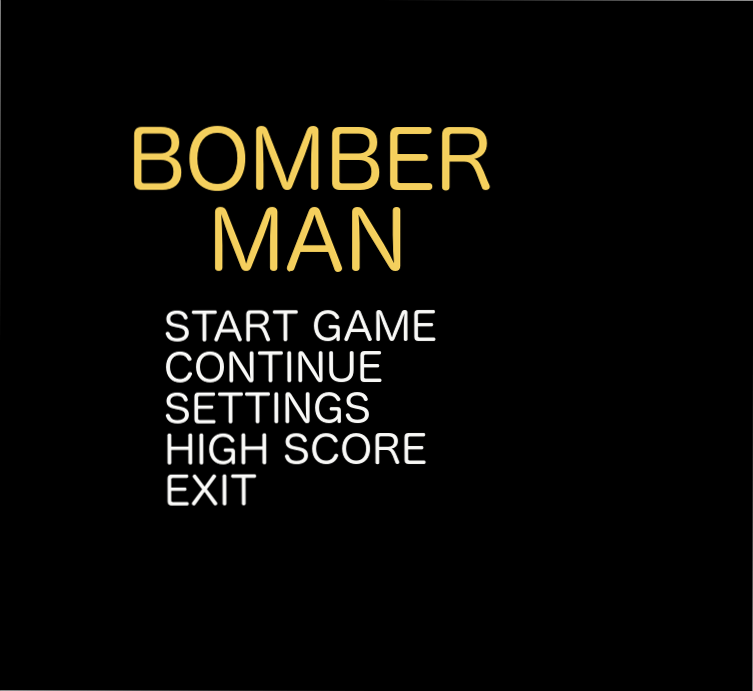 BOMBER
MAN
START GAME
CONTINUE
SETTINGS
HIGH SCORE
EXIT